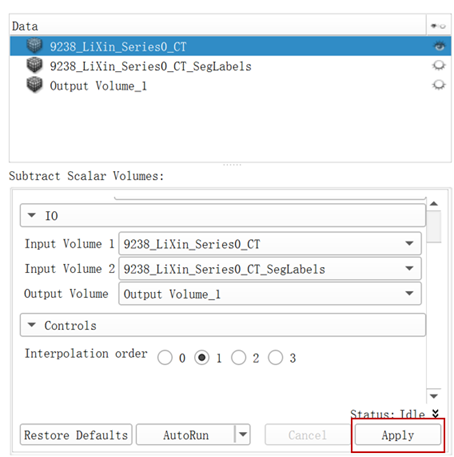 Data
9238_LiXin_Series0_CT
9238_LiXin_Series0_CT_SegLabels
Output Volume_1
Subtract Scalar Volumes:
IO
Input Volume 1 9238_LiXin_Series0_CT
Input Volume 2 9238_LiXin_Series0_CT_SegLabels
Output Volume Output Volume_1
Controls
Interpolation order 0 1 2 3
Status: Idle
Restore Defaults AutoRun Cancel Apply